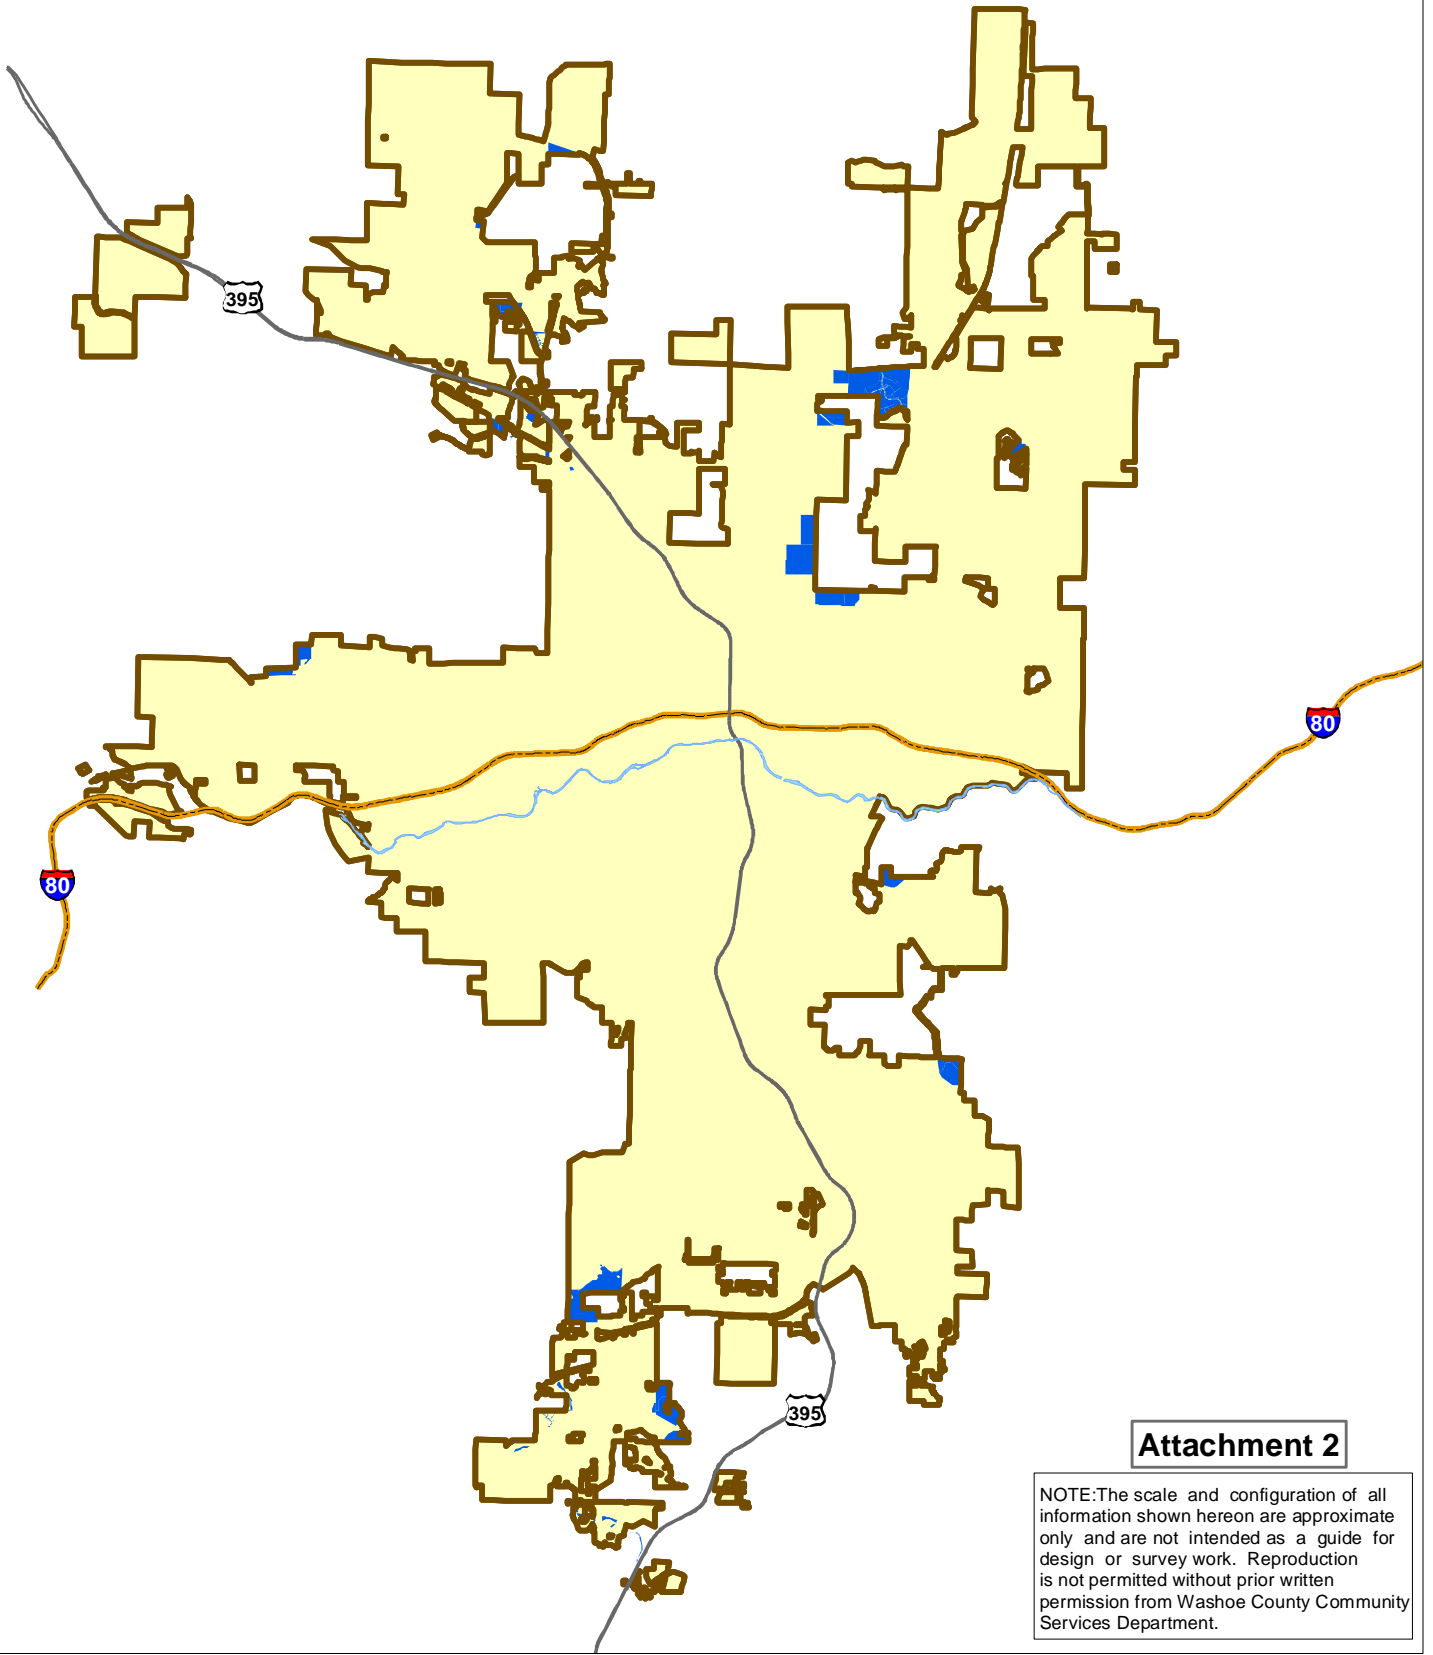 395
80
80
395
Attachment 2
NOTE:The scale and configuration of all
information shown hereon are approximate
only and are not intended as a guide for
design or survey work. Reproduction
is not permitted without prior written
permission from Washoe County Community
Services Department.